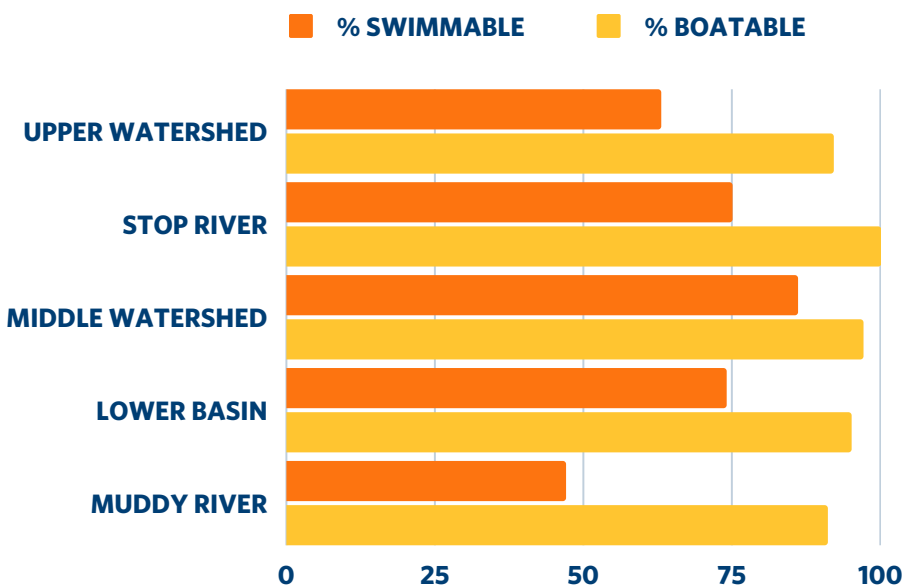 % SWIMMABLE % BOATABLE
UPPER WATERSHED
STOP RIVER
MIDDLE WATERSHED
LOWER BASIN
MUDDY RIVER
0 25 50 75 100